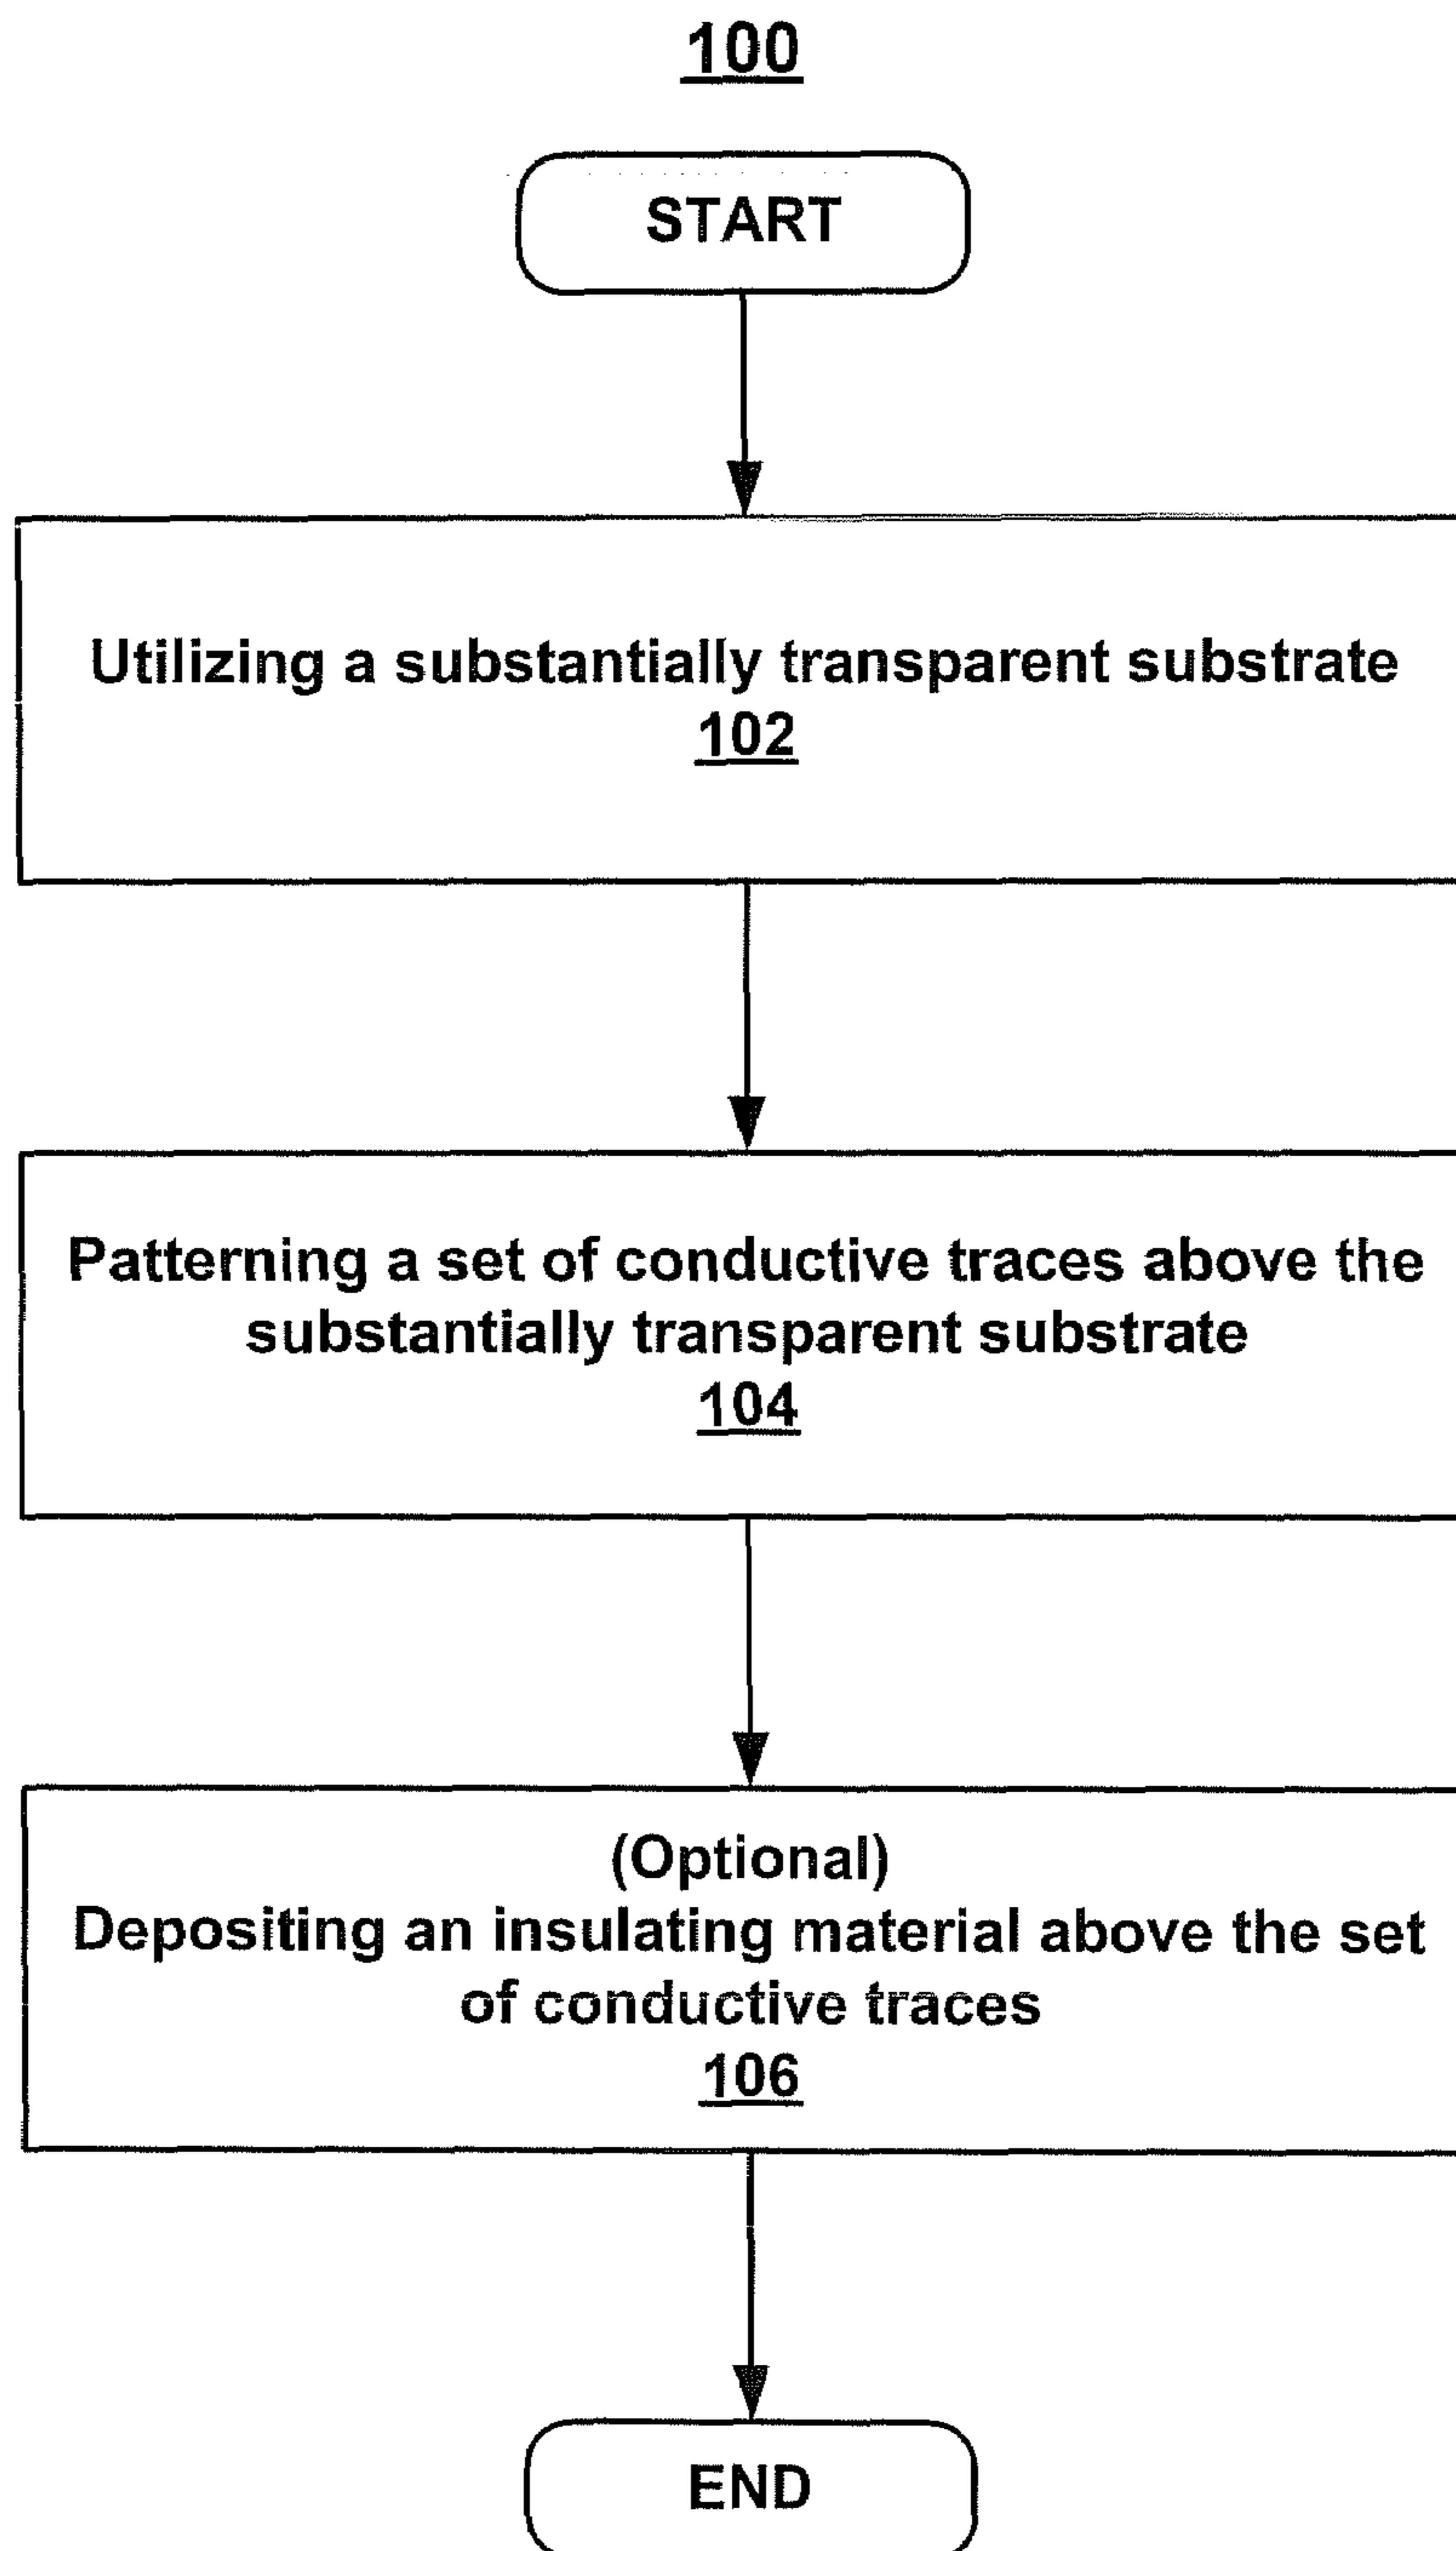 100
START
Utilizing a substantially transparent substrate
102
Patterning a set of conductive traces above the
substantially transparent substrate
104
(Optional)
Depositing an insulating material above the set
of conductive traces
106
END